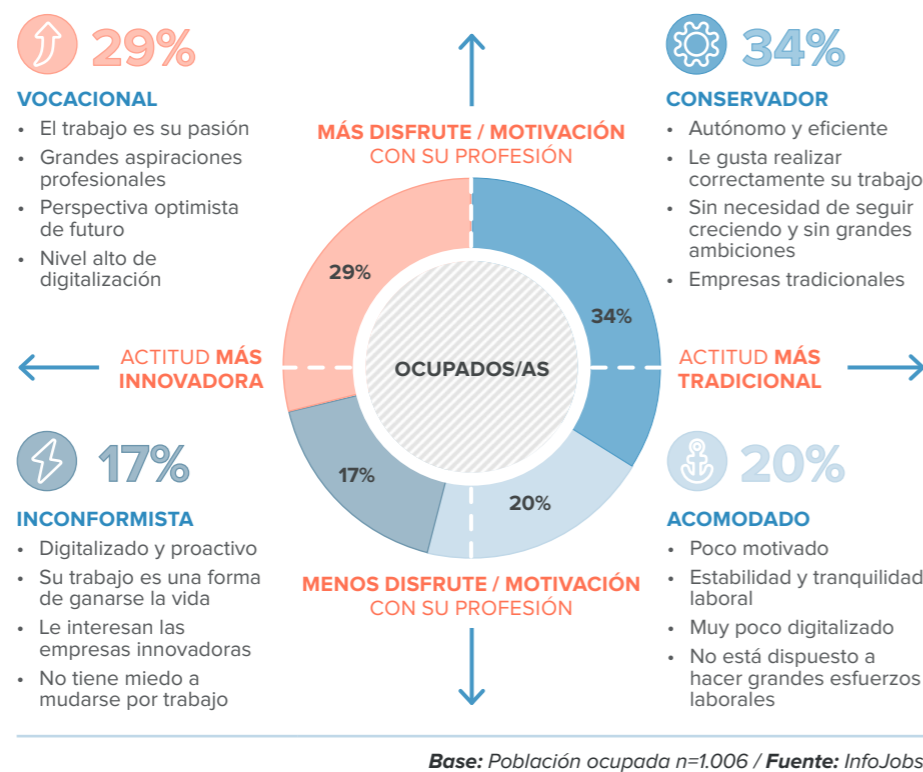 29%
VOCACIONAL
• El trabajo es su pasión
• Grandes aspiraciones
profesionales
• Perspectiva optimista
de futuro
• Nivel alto de
digitalización
MÁS DISFRUTE / MOTIVACIÓN
CON SU PROFESIÓN
34%
CONSERVADOR
• Autónomo y eficiente
• Le gusta realizar
correctamente su trabajo
• Sin necesidad de seguir
creciendo y sin grandes
ambiciones
• Empresas tradicionales
29%
34%
ACTITUD MÁS
INNOVADORA
OCUPADOS/AS
ACTITUD MÁS
TRADICIONAL
17%
20%
17%
INCONFORMISTA
• Digitalizado y proactivo
• Su trabajo es una forma
de ganarse la vida
• Le interesan las
empresas innovadoras
• No tiene miedo a
mudarse por trabajo
MENOS DISFRUTE / MOTIVACIÓN
CON SU PROFESIÓN
20%
ACOMODADO
• Poco motivado
• Estabilidad y tranquilidad
laboral
• Muy poco digitalizado
• No está dispuesto a
hacer grandes esfuerzos
laborales
Base: Población ocupada n=1.006 / Fuente: InfoJobs